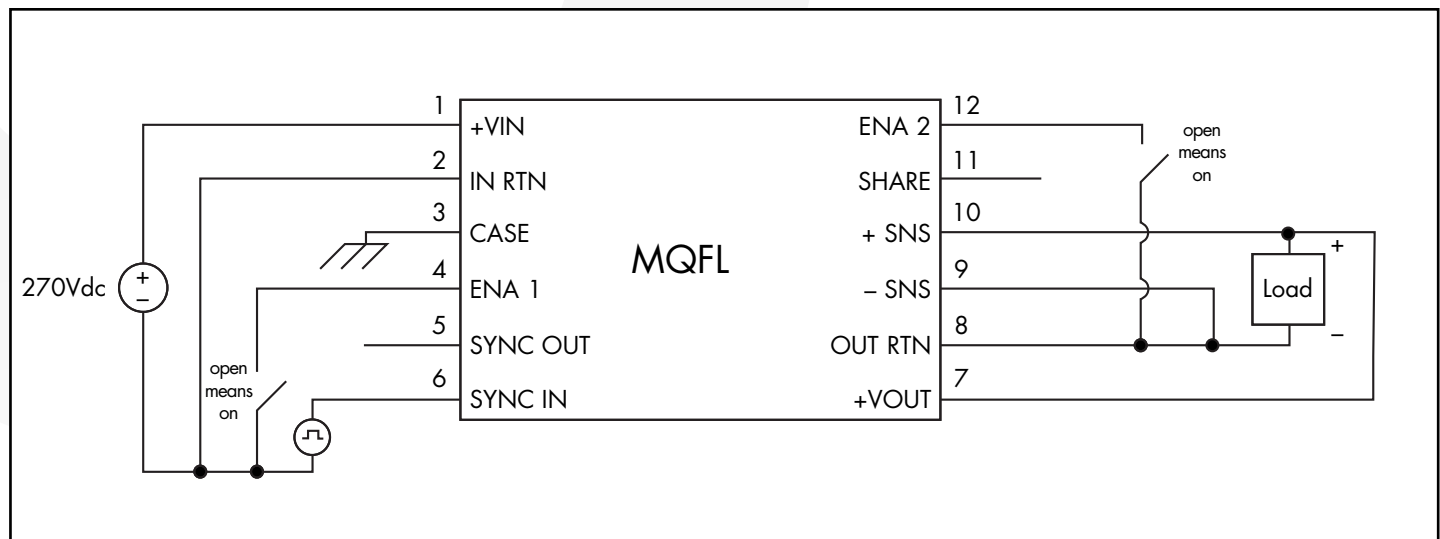 1
+VIN
2
IN RTN
3
CASE
4
ENA 1
5
SYNC OUT
6
SYNC IN
270Vdc
+
–
open
means
on
MQFL
12
ENA 2
11
SHARE
10
+ SNS
9
– SNS
8
OUT RTN
7
+VOUT
open
means
on
Load
+
–